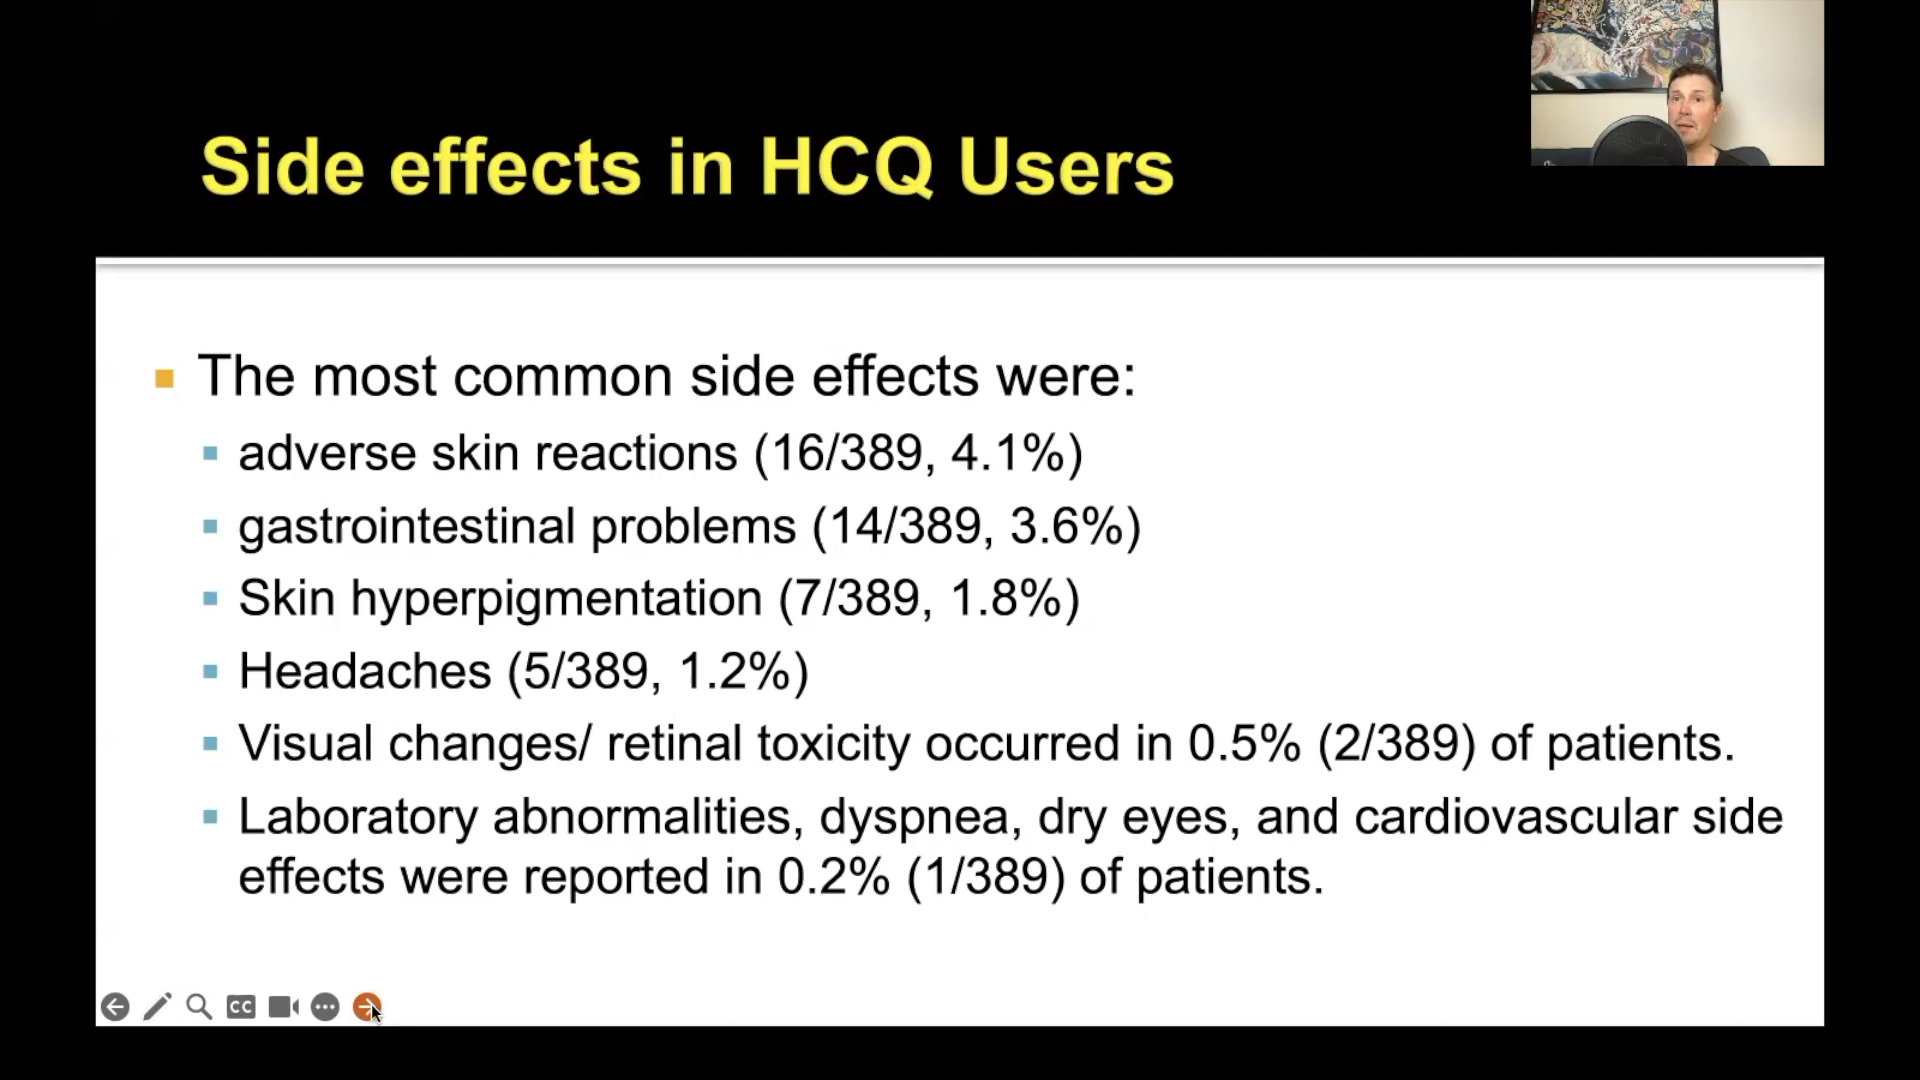 Side effects in HCQ Users
The most common side effects were:
adverse skin reactions (16/389, 4.1%)
gastrointestinal problems (14/389, 3.6%)
Skin hyperpigmentation (7/389, 1.8%)
Headaches (5/389, 1.2%)
Visual changes/ retinal toxicity occurred in 0.5% (2/389) of patients.
Laboratory abnormalities, dyspnea, dry eyes, and cardiovascular side
effects were reported in 0.2% (1/389) of patients.
CC